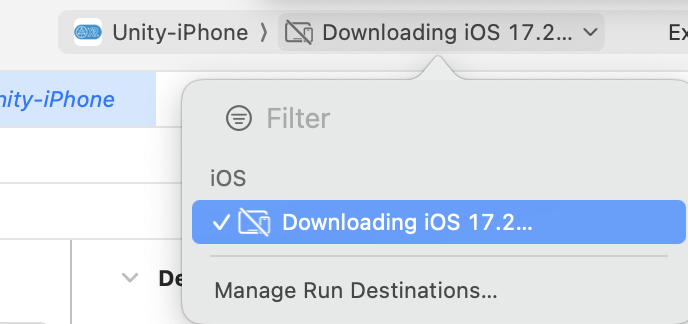 Unity-iPhone 〉 Downloading iOS 17.2... Ex
nity-iPhone
Filter
iOS
✓ Downloading iOS 17.2...
De
Manage Run Destinations...